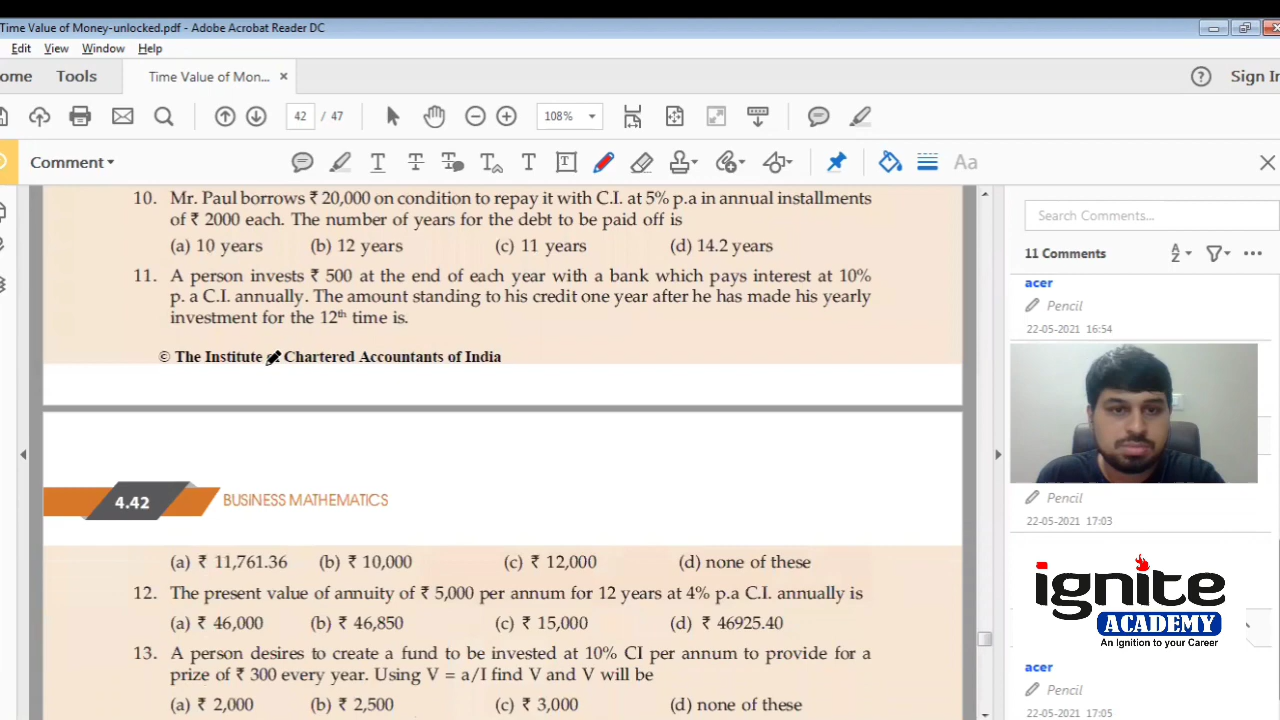 Time Value of Money-unlocked.pdf - Adobe Acrobat Reader DC
Edit View Window Help
ome Tools Time Value of Mon... × ? Sign In
42 / 47 108%
Comment Aa
10. Mr. Paul borrows ₹ 20,000 on condition to repay it with C.I. at 5% p.a in annual installments
of ₹ 2000 each. The number of years for the debt to be paid off is
(a) 10 years (b) 12 years (c) 11 years (d) 14.2 years
11. A person invests ₹ 500 at the end of each year with a bank which pays interest at 10%
p. a C.I. annually. The amount standing to his credit one year after he has made his yearly
investment for the 12th time is.
© The Institute Chartered Accountants of India
4.42 BUSINESS MATHEMATICS
(a) ₹ 11,761.36 (b) ₹ 10,000 (c) ₹ 12,000 (d) none of these
12. The present value of annuity of ₹ 5,000 per annum for 12 years at 4% p.a C.I. annually is
(a) ₹ 46,000 (b) ₹ 46,850 (c) ₹ 15,000 (d) ₹ 46925.40
13. A person desires to create a fund to be invested at 10% CI per annum to provide for a
prize of ₹ 300 every year. Using V = a/I find V and V will be
(a) ₹ 2,000 (b) ₹ 2,500 (c) ₹ 3,000 (d) none of these
Search Comments...
11 Comments
acer
Pencil
22-05-2021 16:54
Pencil
22-05-2021 17:03
ignite
ACADEMY
An Ignition to your Career
acer
Pencil
22-05-2021 17:05